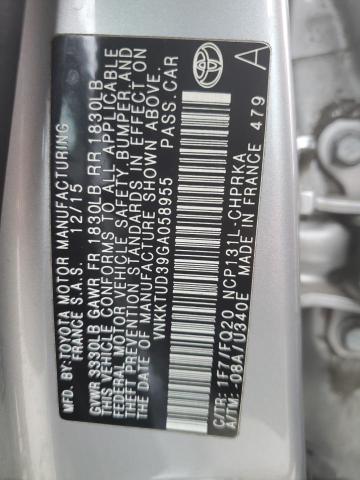 MFD. BY:TOYOTA MOTOR MANUFACTURING
FRANCE S.A.S. 12/15
GVWR 3330LB GAWR FR 1830LB RR 1830LB
THIS VEHICLE CONFORMS TO ALL APPLICABLE
FEDERAL MOTOR VEHICLE SAFETY, BUMPER, AND
THEFT PREVENTION STANDARDS IN EFFECT ON
THE DATE OF MANUFACTURE SHOWN ABOVE.
VNKKTUD39GA058955 PASS.CAR
TOYOTA
A
C/TR: 1F7/FQ20 NCP131L-CHPRKA
A/TM: -08A/U340E MADE IN FRANCE 479